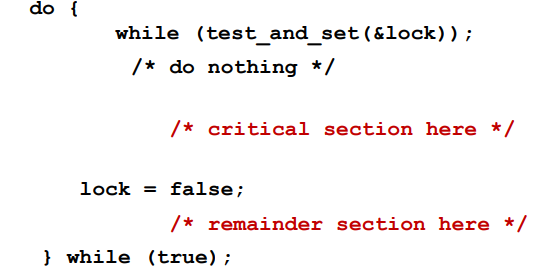 do {
while (test_and_set(&lock));
/* do nothing */
/* critical section here */
lock = false;
/* remainder section here */
} while (true);